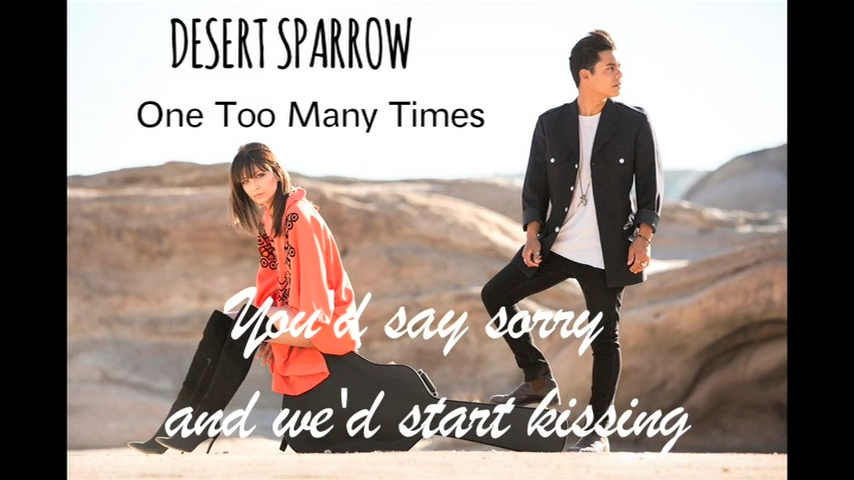 DESERT SPARROW
One Too Many Times
You'd say sorry
and we'd start kissing